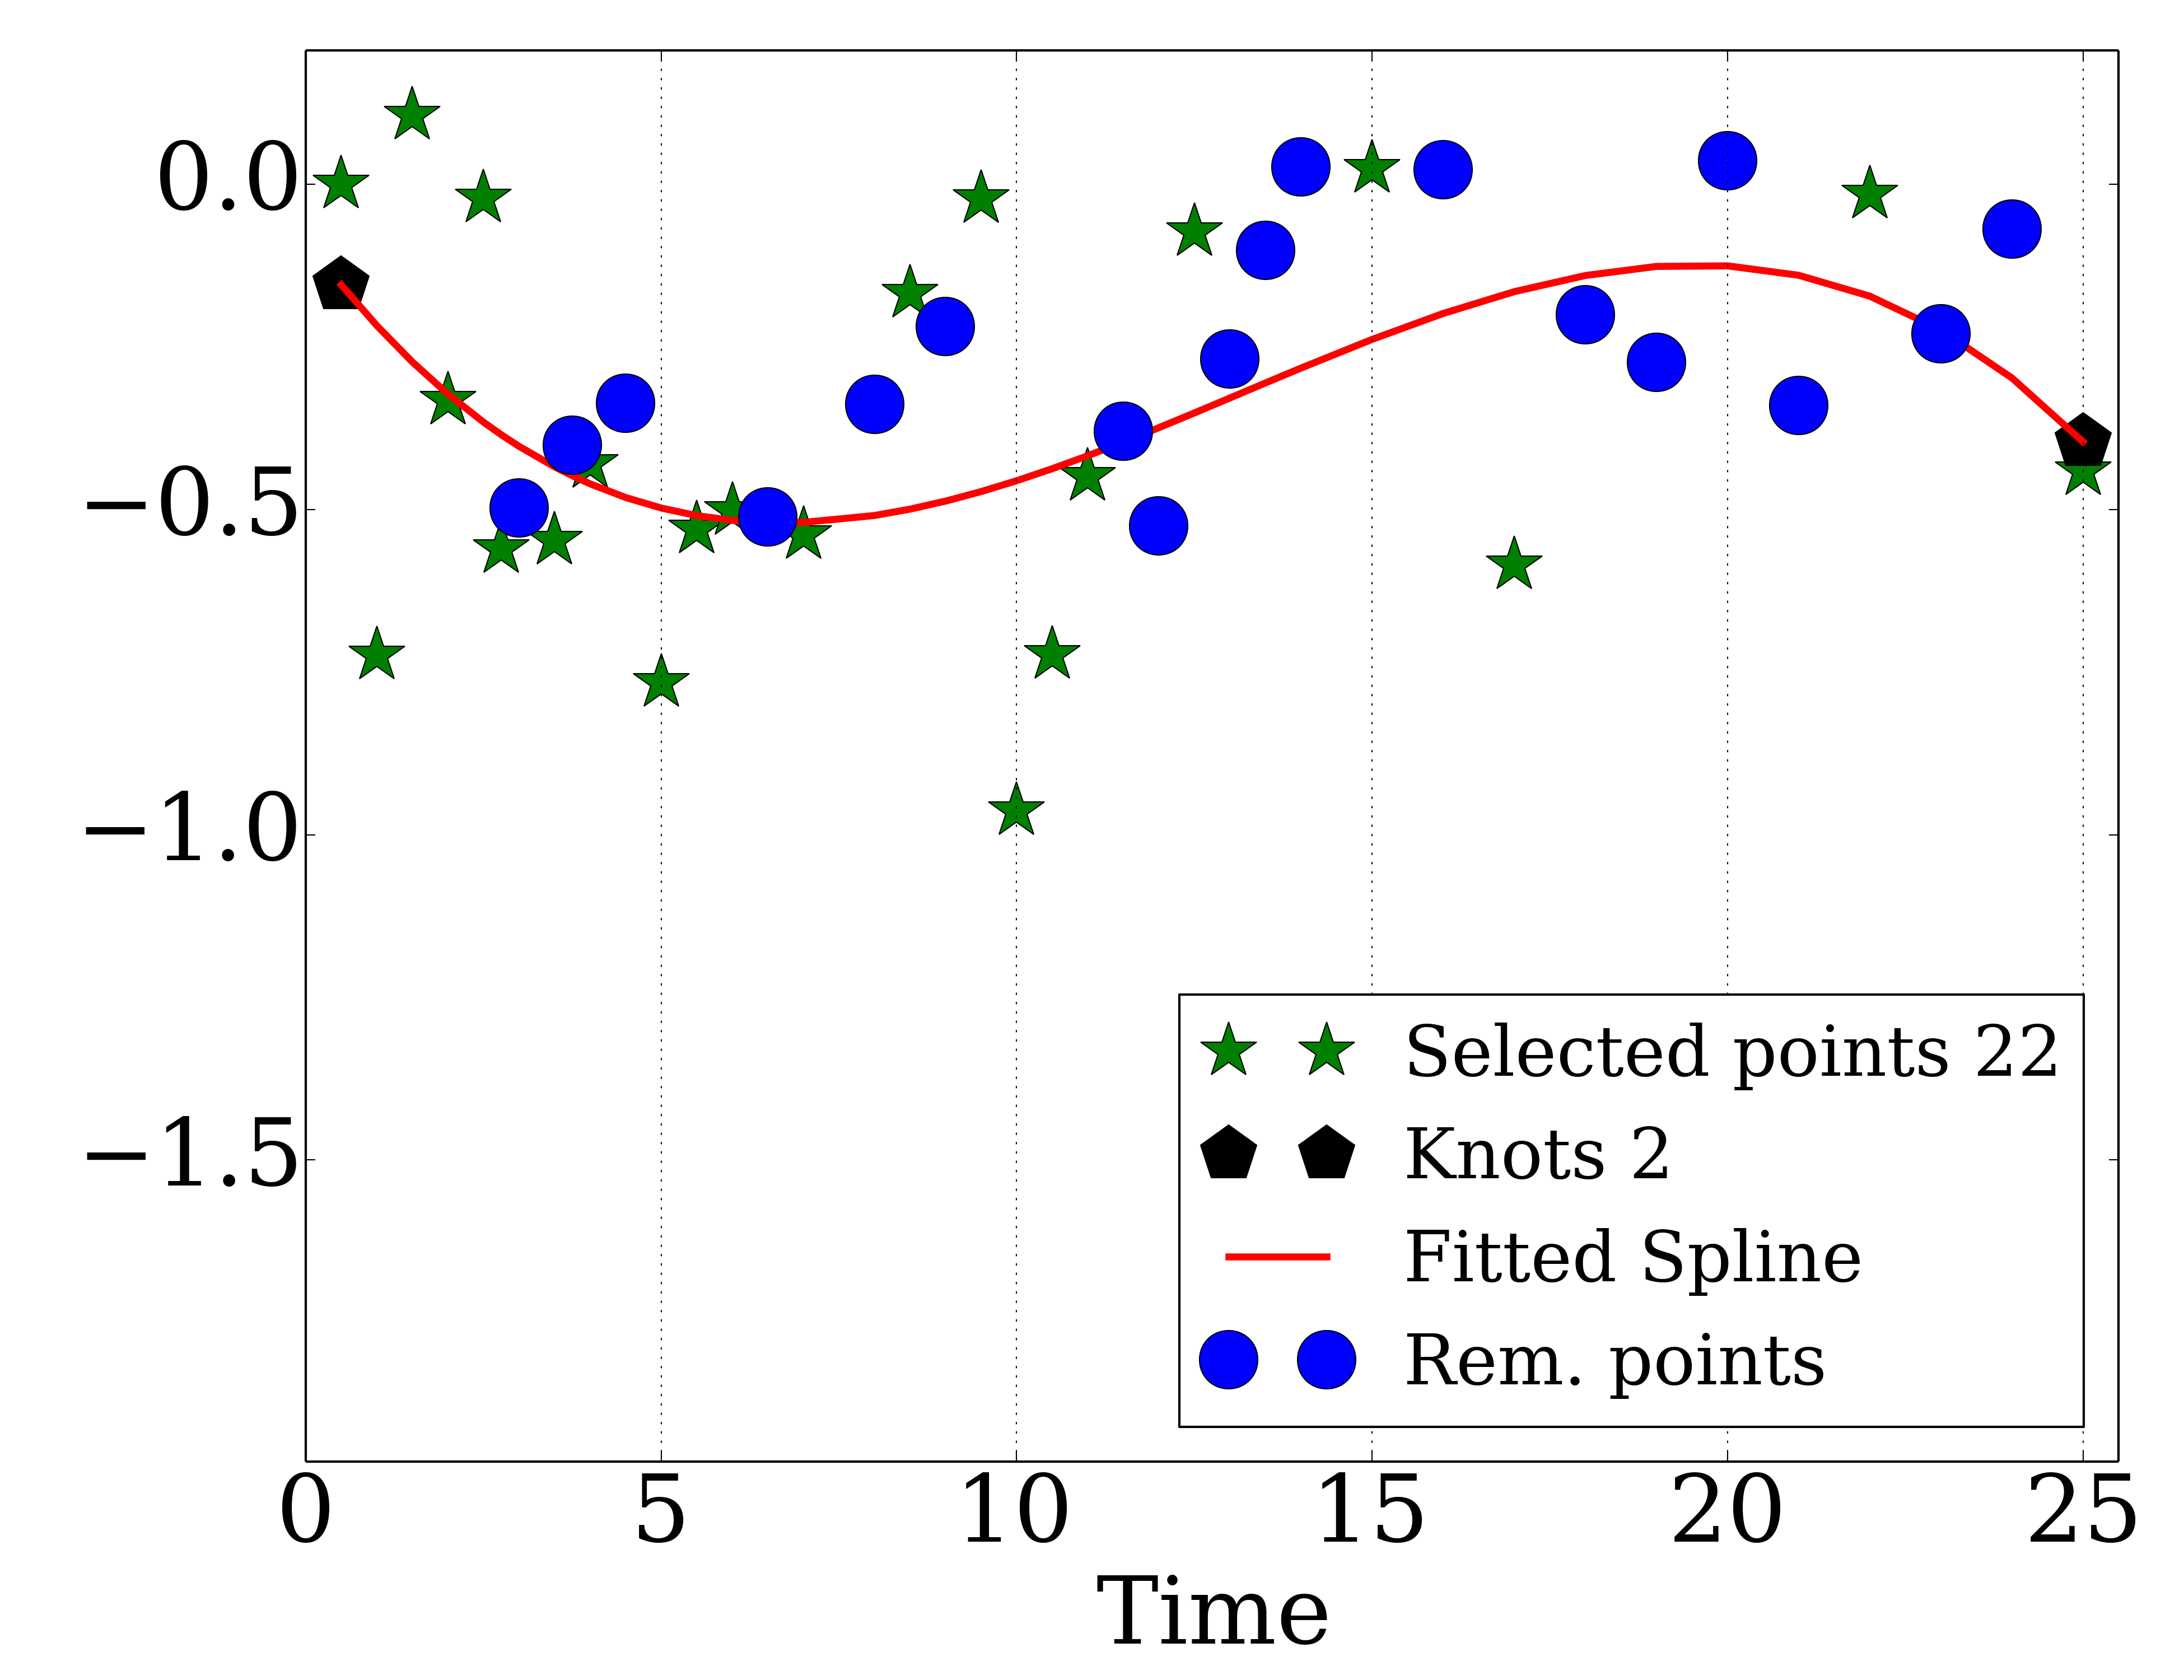 0.0
−0.5
−1.0
−1.5
Selected points 22
Knots 2
Fitted Spline
Rem. points
0 5 10 15 20 25
Time